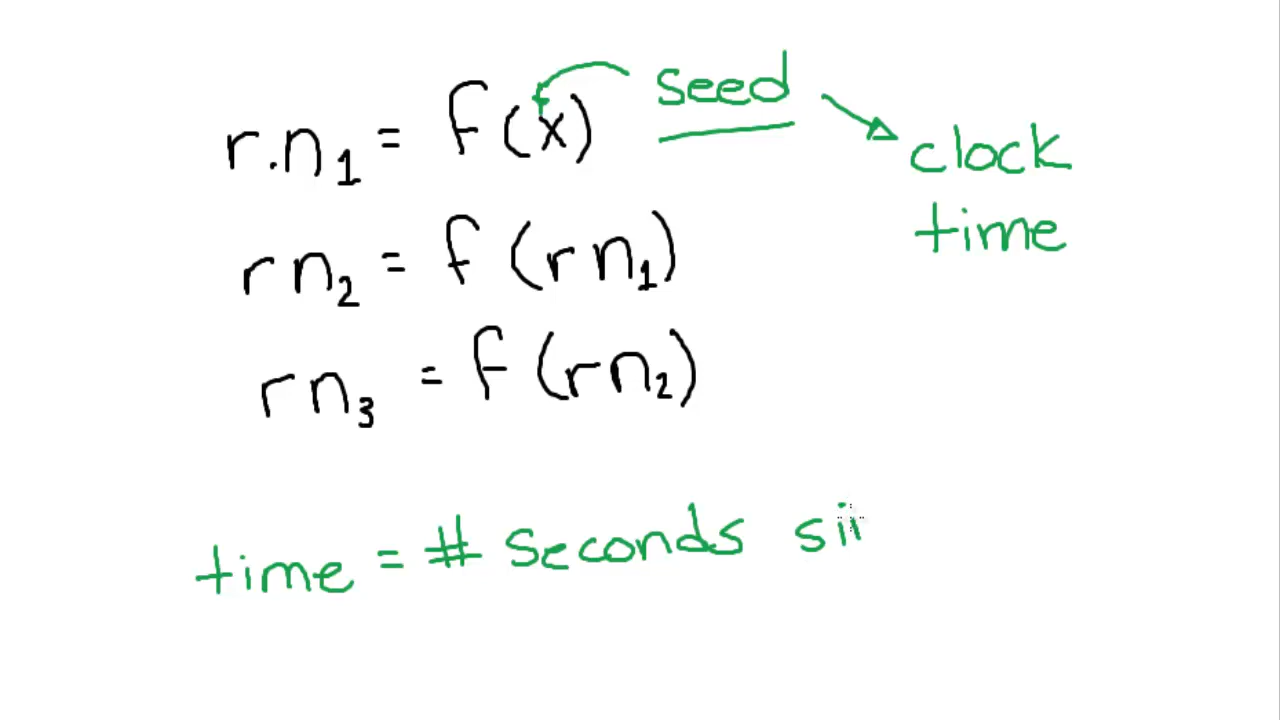 r.n₁ = f(x) seed
clock
time
rn₂ = f(rn₁)
rn₃ = f(rn₂)
time = # seconds